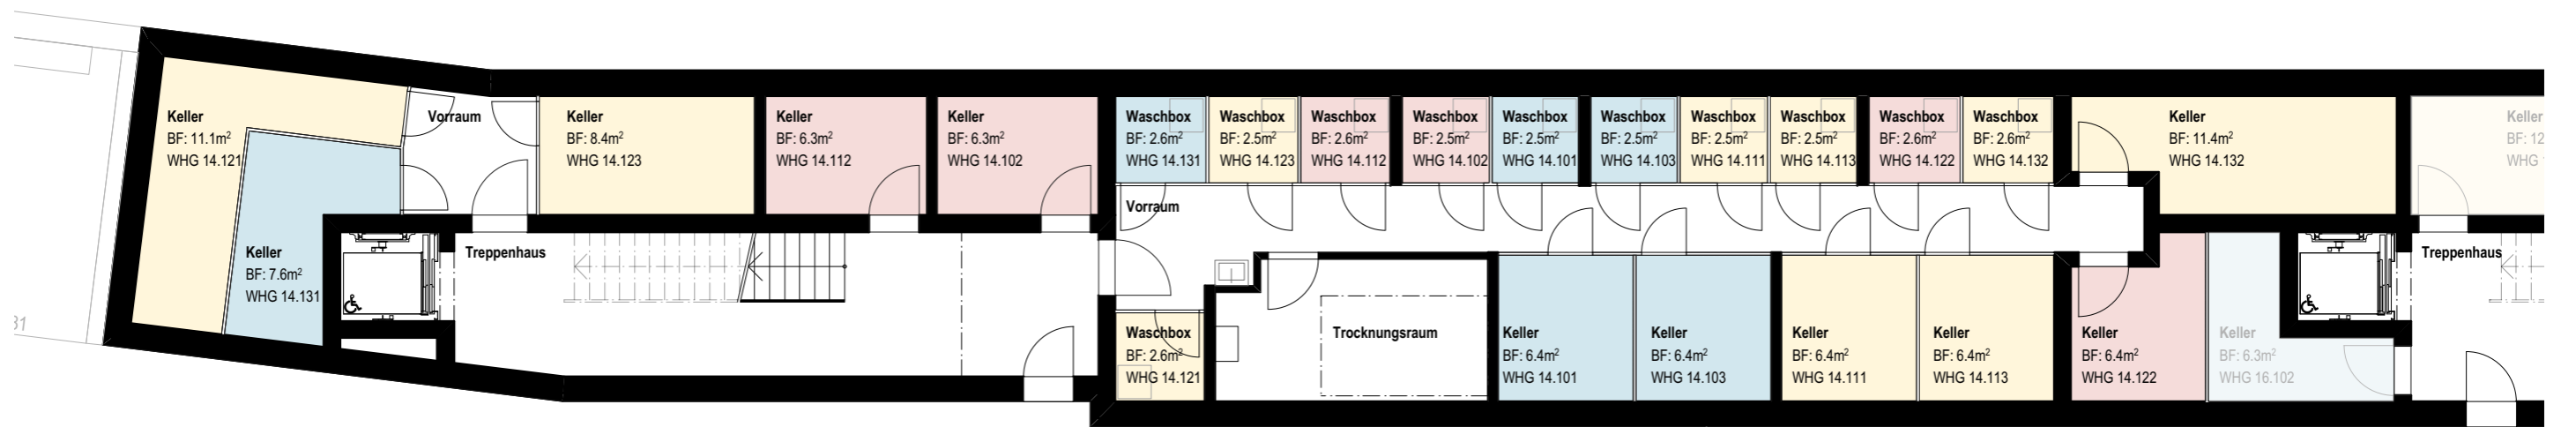 Keller
BF: 11.1m²
WHG 14.121
Vorraum
Keller
BF: 8.4m²
WHG 14.123
Keller
BF: 6.3m²
WHG 14.112
Keller
BF: 6.3m²
WHG 14.102
Waschbox
BF: 2.6m²
WHG 14.131
Waschbox
BF: 2.5m²
WHG 14.123
Waschbox
BF: 2.6m²
WHG 14.112
Waschbox
BF: 2.5m²
WHG 14.102
Waschbox
BF: 2.5m²
WHG 14.101
Waschbox
BF: 2.5m²
WHG 14.103
Waschbox
BF: 2.5m²
WHG 14.111
Waschbox
BF: 2.5m²
WHG 14.113
Waschbox
BF: 2.6m²
WHG 14.122
Waschbox
BF: 2.6m²
WHG 14.132
Keller
BF: 11.4m²
WHG 14.132
Keller
BF: 12
WHG
Vorraum
Keller
BF: 7.6m²
WHG 14.131
Treppenhaus
Treppenhaus
Waschbox
BF: 2.6m²
WHG 14.121
Trocknungsraum
Keller
BF: 6.4m²
WHG 14.101
Keller
BF: 6.4m²
WHG 14.103
Keller
BF: 6.4m²
WHG 14.111
Keller
BF: 6.4m²
WHG 14.113
Keller
BF: 6.4m²
WHG 14.122
Keller
BF: 6.3m²
WHG 16.102